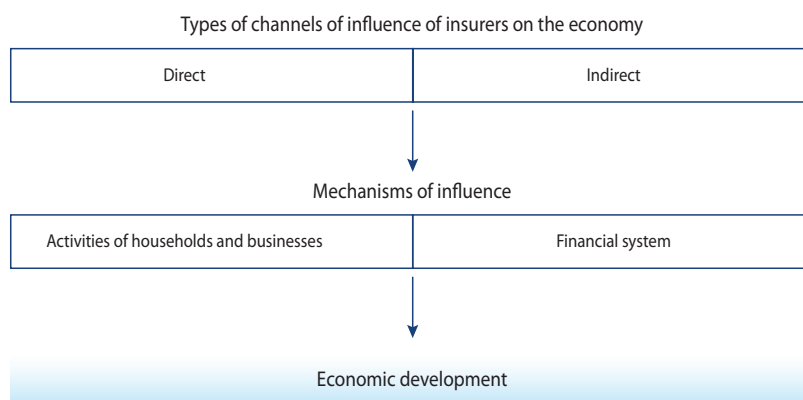 Types of channels of influence of insurers on the economy
Direct
Indirect
Mechanisms of influence
Activities of households and businesses
Financial system
Economic development